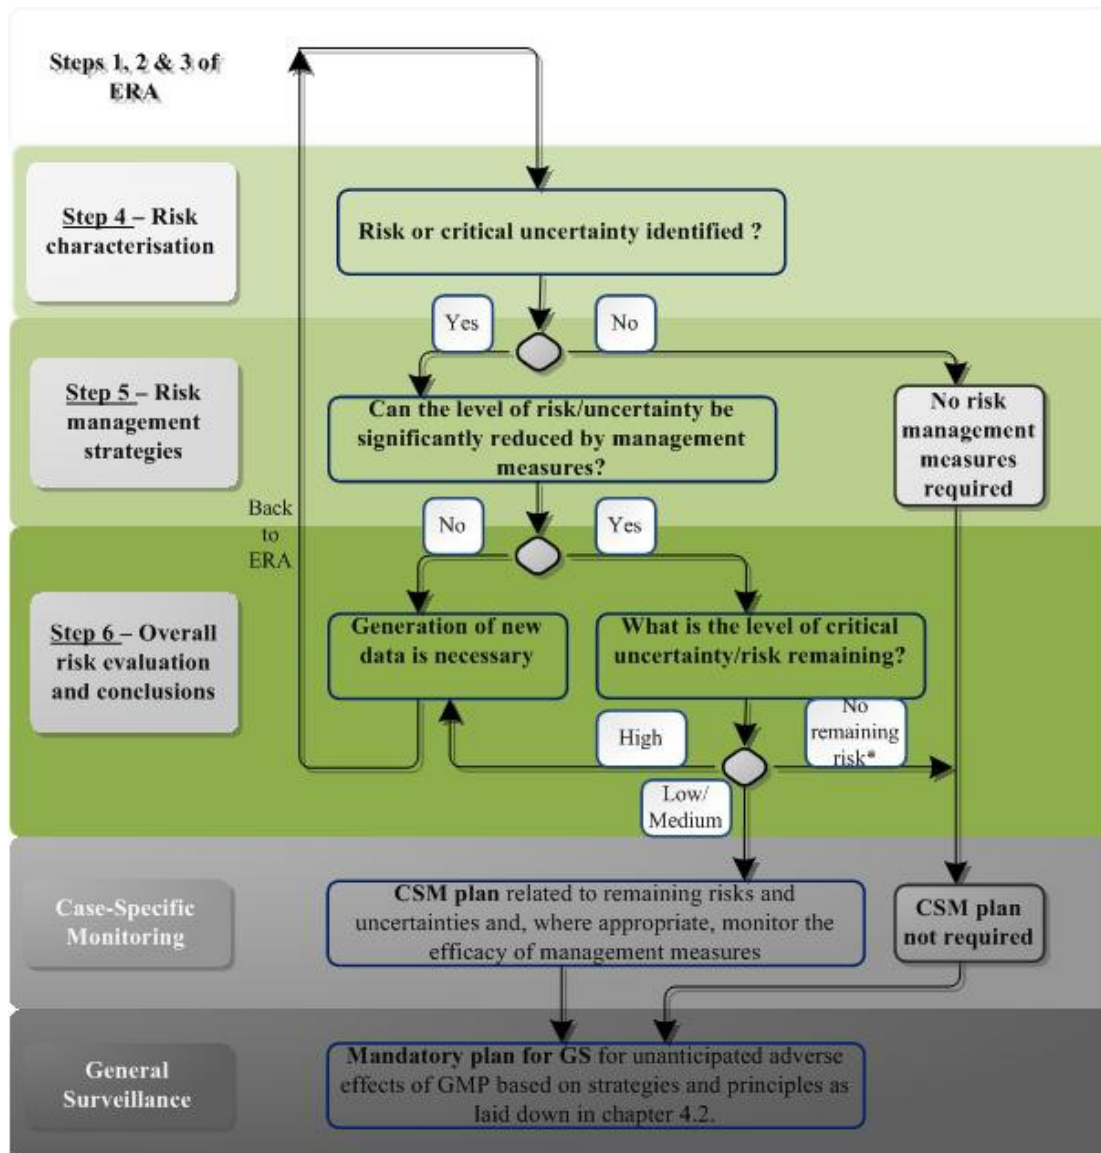 Steps 1, 2 & 3 of
ERA
Step 4 – Risk
characterisation
Risk or critical uncertainty identified ?
Yes
No
Step 5 – Risk
management
strategies
Can the level of risk/uncertainty be
significantly reduced by management
measures?
No risk
management
measures
required
Back
to
ERA
No
Yes
Step 6 – Overall
risk evaluation
and conclusions
Generation of new
data is necessary
What is the level of critical
uncertainty/risk remaining?
High
No
remaining
risk*
Low/
Medium
Case-Specific
Monitoring
CSM plan related to remaining risks and
uncertainties and, where appropriate, monitor the
efficacy of management measures
CSM plan
not required
General
Surveillance
Mandatory plan for GS for unanticipated adverse
effects of GMP based on strategies and principles as
laid down in chapter 4.2.